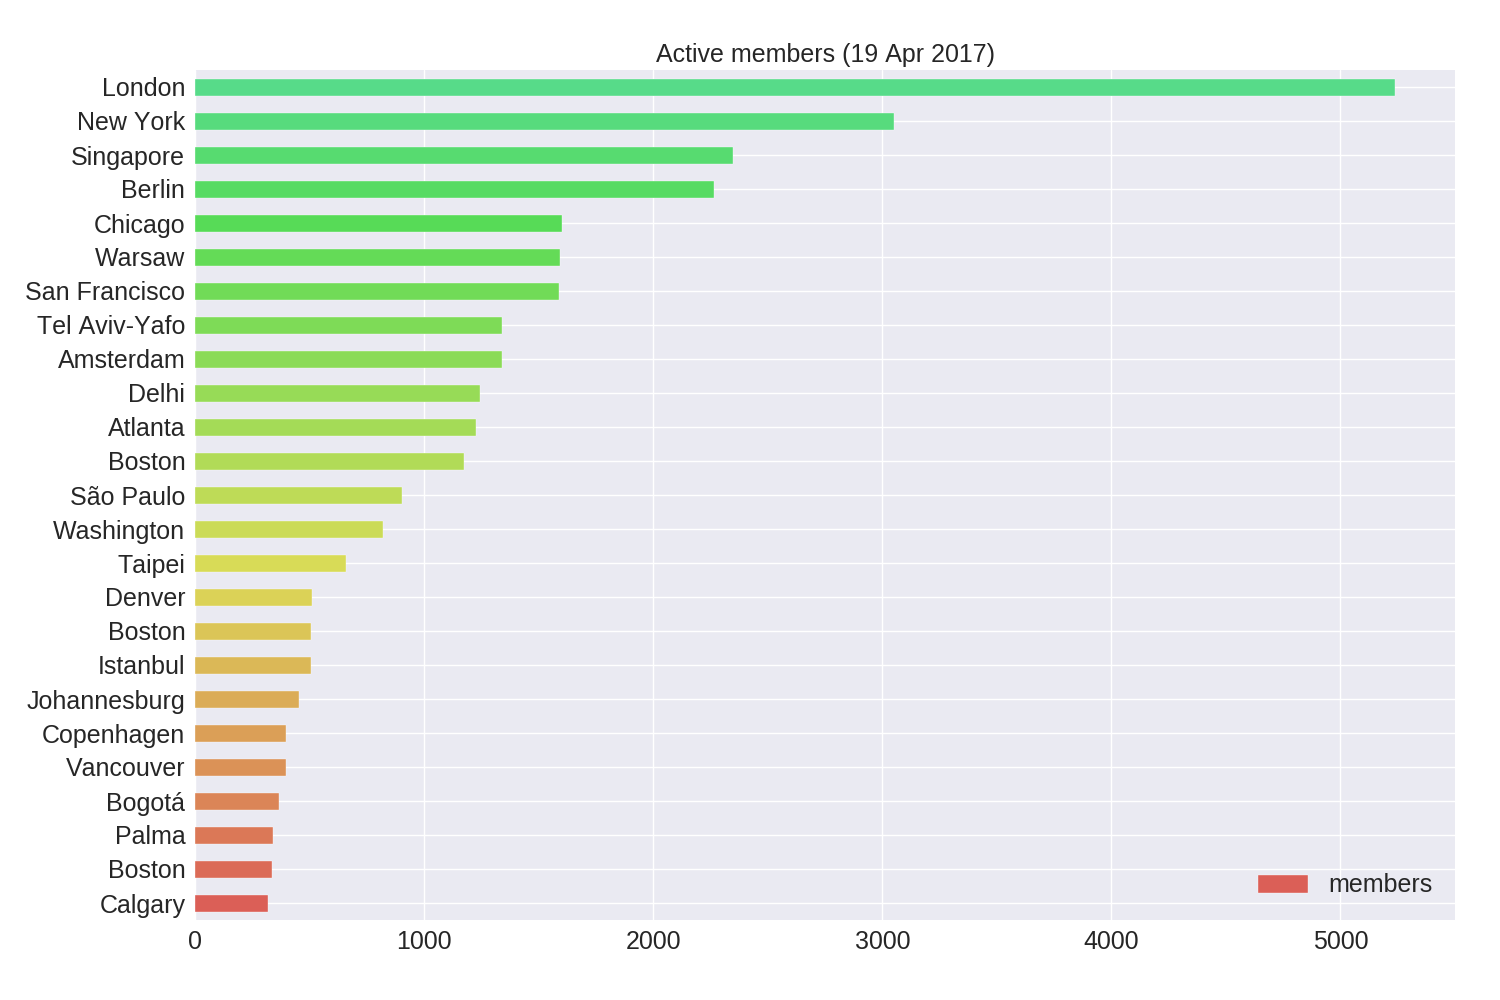 Active members (19 Apr 2017)
London
New York
Singapore
Berlin
Chicago
Warsaw
San Francisco
Tel Aviv-Yafo
Amsterdam
Delhi
Atlanta
Boston
São Paulo
Washington
Taipei
Denver
Boston
Istanbul
Johannesburg
Copenhagen
Vancouver
Bogotá
Palma
Boston
Calgary
members
0 1000 2000 3000 4000 5000